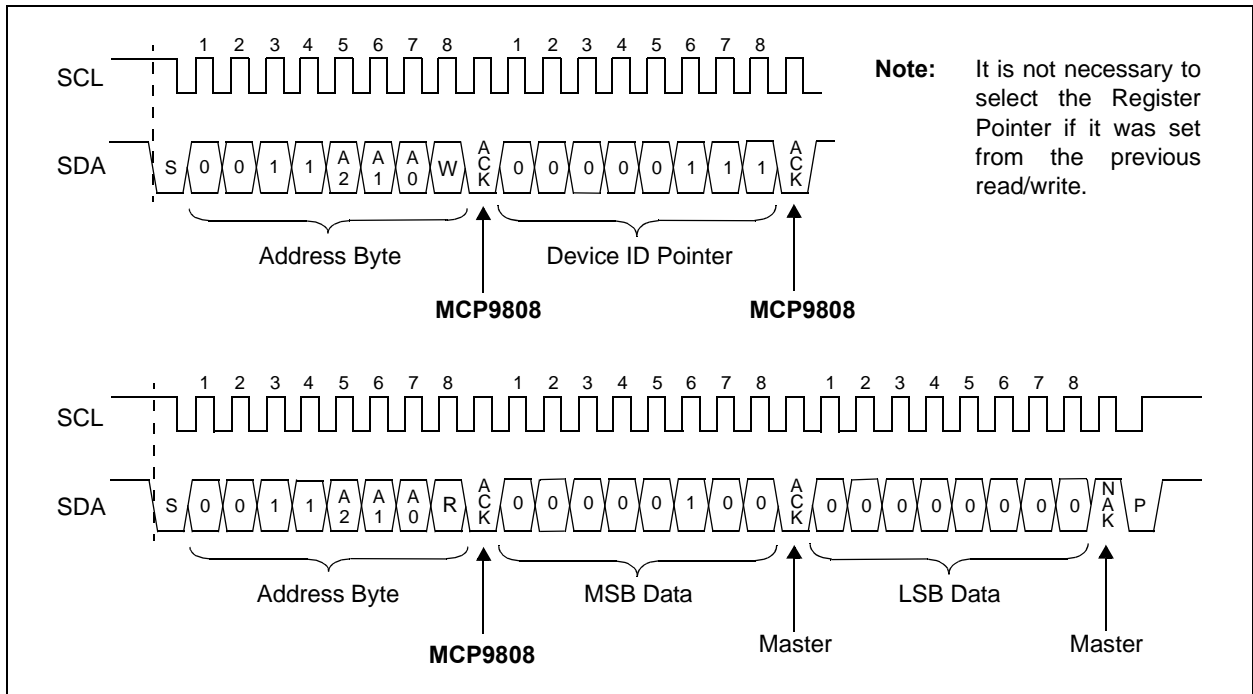 1 2 3 4 5 6 7 8 1 2 3 4 5 6 7 8
SCL
SDA S 0 0 1 1 A2 A1 A0 W ACK 0 0 0 0 0 1 1 1 ACK
Address Byte Device ID Pointer
MCP9808 MCP9808
Note: It is not necessary to
select the Register
Pointer if it was set
from the previous
read/write.
1 2 3 4 5 6 7 8 1 2 3 4 5 6 7 8 1 2 3 4 5 6 7 8
SCL
SDA S 0 0 1 1 A2 A1 A0 R ACK 0 0 0 0 0 1 0 0 ACK 0 0 0 0 0 0 0 0 NAK P
Address Byte MSB Data LSB Data
MCP9808 Master Master